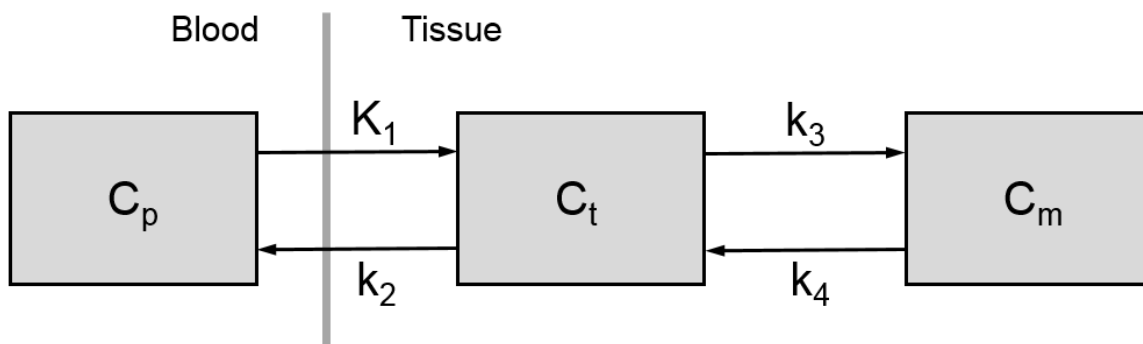 Blood Tissue
K₁ k₃
Cₚ Cₜ Cₘ
k₂ k₄